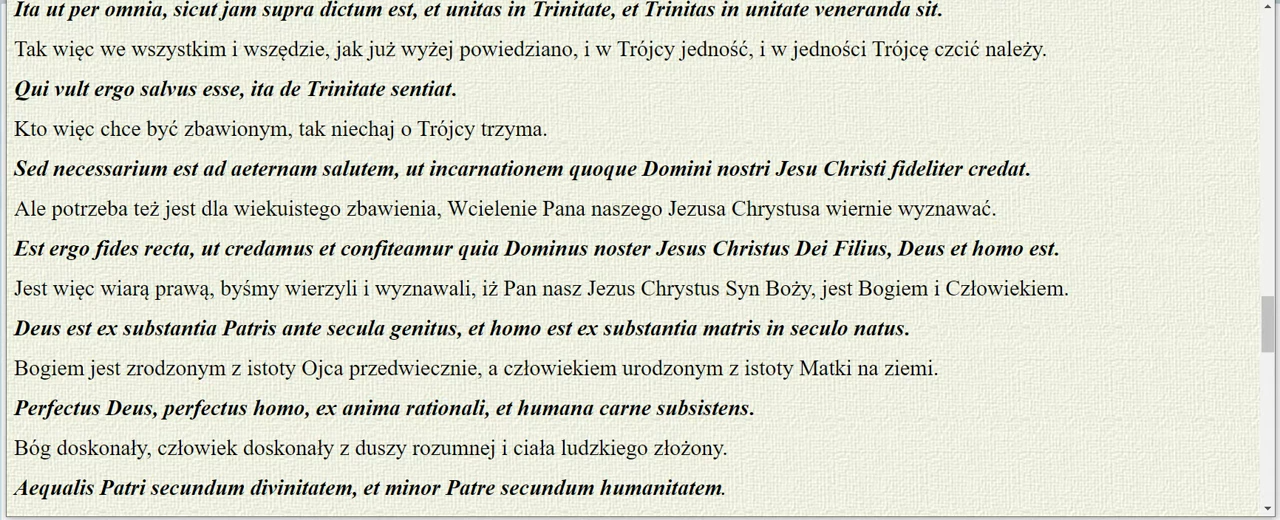 Ita ut per omnia, sicut jam supra dictum est, et unitas in Trinitate, et Trinitas in unitate veneranda sit.
Tak więc we wszystkim i wszędzie, jak już wyżej powiedziano, i w Trójcy jedność, i w jedności Trójcę czcić należy.
Qui vult ergo salvus esse, ita de Trinitate sentiat.
Kto więc chce być zbawionym, tak niechaj o Trójcy trzyma.
Sed necessarium est ad aeternam salutem, ut incarnationem quoque Domini nostri Jesu Christi fideliter credat.
Ale potrzeba też jest dla wiekuistego zbawienia, Wcielenie Pana naszego Jezusa Chrystusa wiernie wyznawać.
Est ergo fides recta, ut credamus et confiteamur quia Dominus noster Jesus Christus Dei Filius, Deus et homo est.
Jest więc wiarą prawą, byśmy wierzyli i wyznawali, iż Pan nasz Jezus Chrystus Syn Boży, jest Bogiem i Człowiekiem.
Deus est ex substantia Patris ante secula genitus, et homo est ex substantia matris in seculo natus.
Bogiem jest zrodzonym z istoty Ojca przedwiecznie, a człowiekiem urodzonym z istoty Matki na ziemi.
Perfectus Deus, perfectus homo, ex anima rationali, et humana carne subsistens.
Bóg doskonały, człowiek doskonały z duszy rozumnej i ciała ludzkiego złożony.
Aequalis Patri secundum divinitatem, et minor Patre secundum humanitatem.